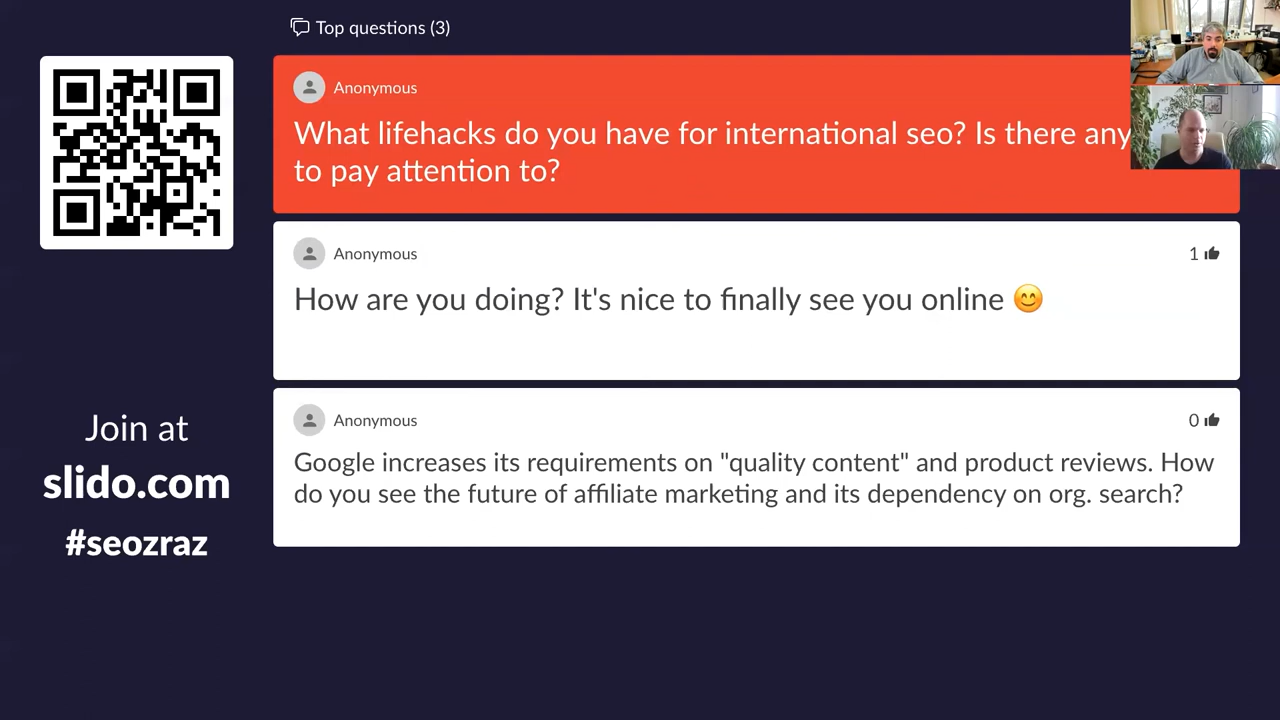 Top questions (3)
Anonymous
What lifehacks do you have for international seo? Is there any
to pay attention to?
Anonymous
1
How are you doing? It's nice to finally see you online 😊
Anonymous
0
Google increases its requirements on "quality content" and product reviews. How
do you see the future of affiliate marketing and its dependency on org. search?
Join at
slido.com
#seozraz